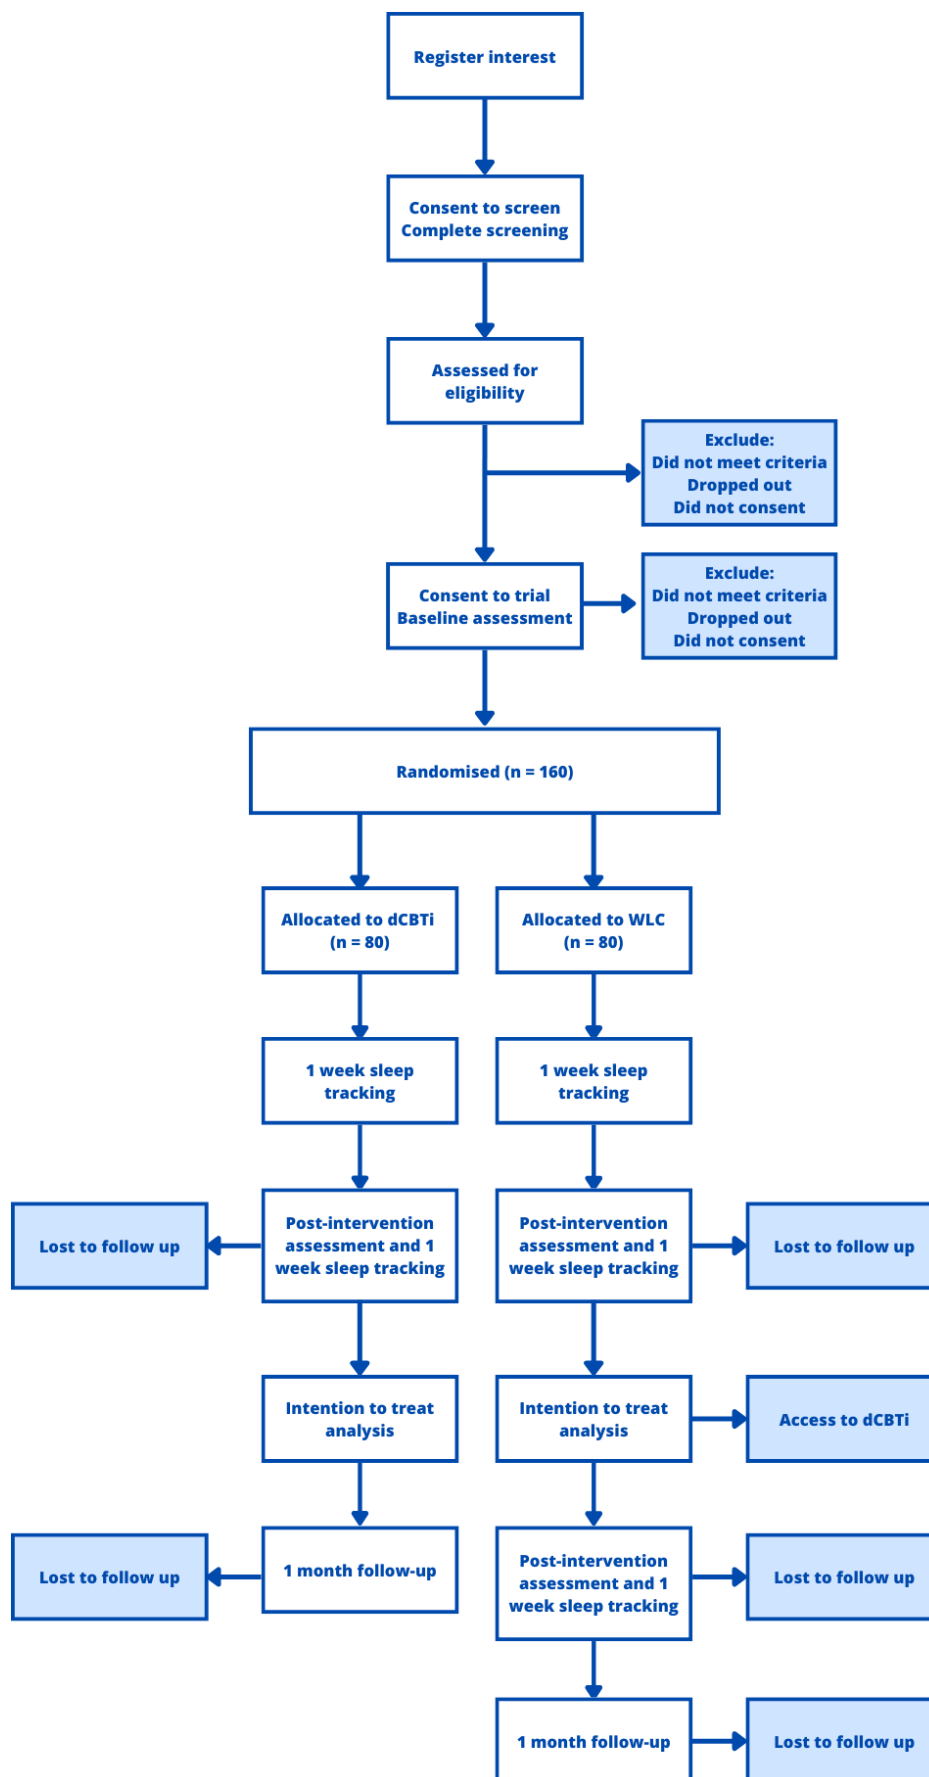 Register interest
Consent to screen
Complete screening
Assessed for
eligibility
Exclude:
Did not meet criteria
Dropped out
Did not consent
Consent to trial
Baseline assessment
Exclude:
Did not meet criteria
Dropped out
Did not consent
Randomised (n = 160)
Allocated to dCBTi
(n = 80)
Allocated to WLC
(n = 80)
1 week sleep
tracking
1 week sleep
tracking
Lost to follow up
Post-intervention
assessment and 1
week sleep tracking
Post-intervention
assessment and 1
week sleep tracking
Lost to follow up
Intention to treat
analysis
Intention to treat
analysis
Access to dCBTi
Lost to follow up
1 month follow-up
Post-intervention
assessment and 1
week sleep tracking
Lost to follow up
1 month follow-up
Lost to follow up